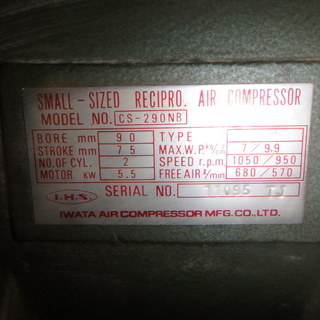 SMALL-SIZED RECIPRO. AIR COMPRESSOR
MODEL NO. CS-290NB
BORE mm 90 TYPE
STROKE mm 75 MAX.W.P. 7/9.9
NO.OF CYL. 2 SPEED r.p.m. 1050/950
MOTOR KW 5.5 FREE AIR ℓ/min 680/570
I.H.S. SERIAL NO.
IWATA AIR COMPRESSOR MFG.CO.,LTD.